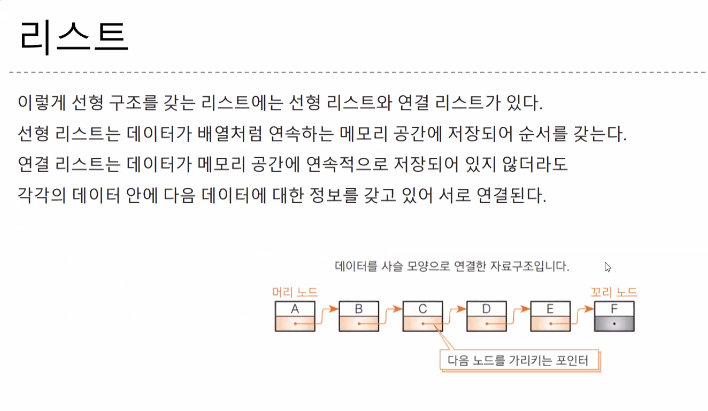 리스트
이렇게 선형 구조를 갖는 리스트에는 선형 리스트와 연결 리스트가 있다.
선형 리스트는 데이터가 배열처럼 연속하는 메모리 공간에 저장되어 순서를 갖는다.
연결 리스트는 데이터가 메모리 공간에 연속적으로 저장되어 있지 않더라도
각각의 데이터 안에 다음 데이터에 대한 정보를 갖고 있어 서로 연결된다.
데이터를 사슬 모양으로 연결한 자료구조입니다.
머리 노드 꼬리 노드
A B C D E F
다음 노드를 가리키는 포인터